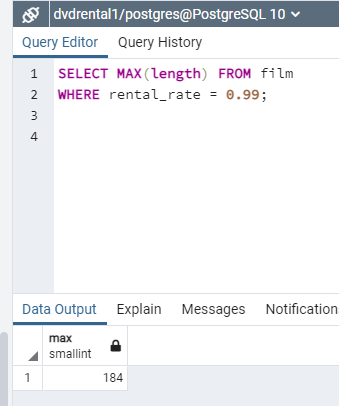 dvdrental1/postgres@PostgreSQL 10
Query Editor Query History
1 SELECT MAX(length) FROM film
2 WHERE rental_rate = 0.99;
3
4
Data Output Explain Messages Notification
max
smallint
1 184